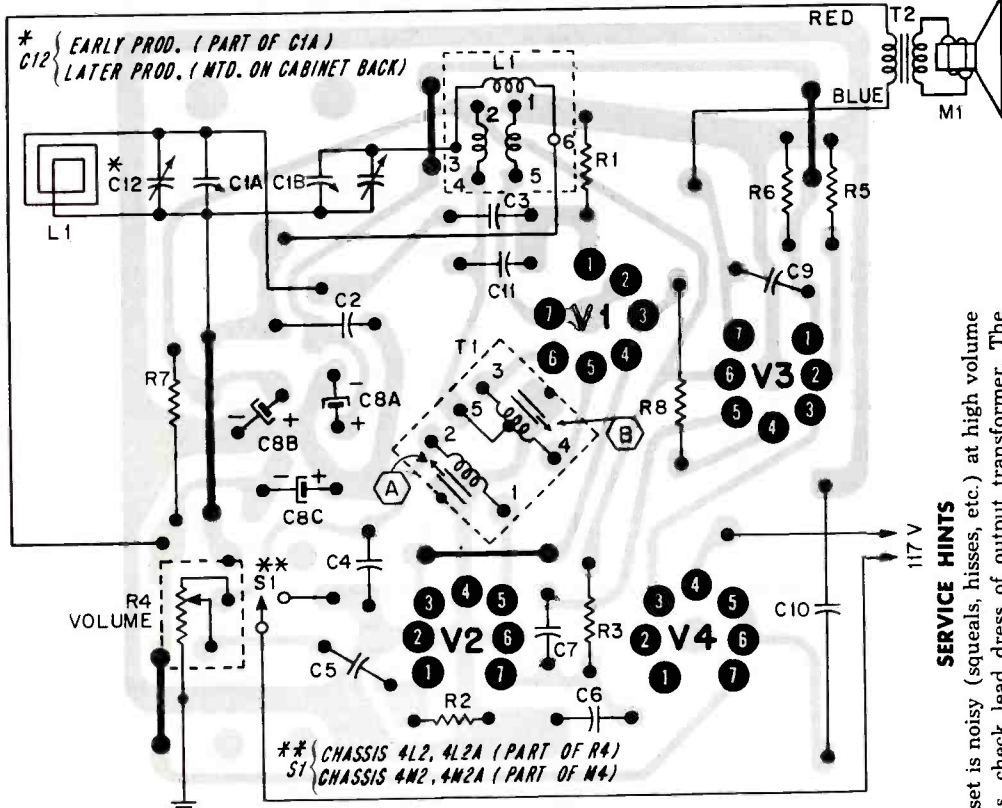 RED
T2
* C12 { EARLY PROD. ( PART OF C1A )
LATER PROD. ( MTD. ON CABINET BACK )
L1
BLUE
M1
2 1
3 6
4 5
R1
R6
R5
* C12
C1A
C1B
L1
C3
C11
C9
C2
1 2 3 4 5 6 7
V1
T1
3
5
2
4
1
A
B
R7
C8A
- +
C8B
- +
C8C
- +
R8
1 2 3 4 5 6 7
V3
R4
VOLUME
**
S1
C4
C5
1 2 3 4 5 6 7
V2
C7
R3
1 2 3 4 5 6 7
V4
C10
117 V
R2
C6
** S1 { CHASSIS 4L2, 4L2A ( PART OF R4 )
CHASSIS 4M2, 4M2A ( PART OF M4 )
SERVICE HINTS
set is noisy (squeals, hisses, etc.) at high volume
check lead dress of output transformer. The